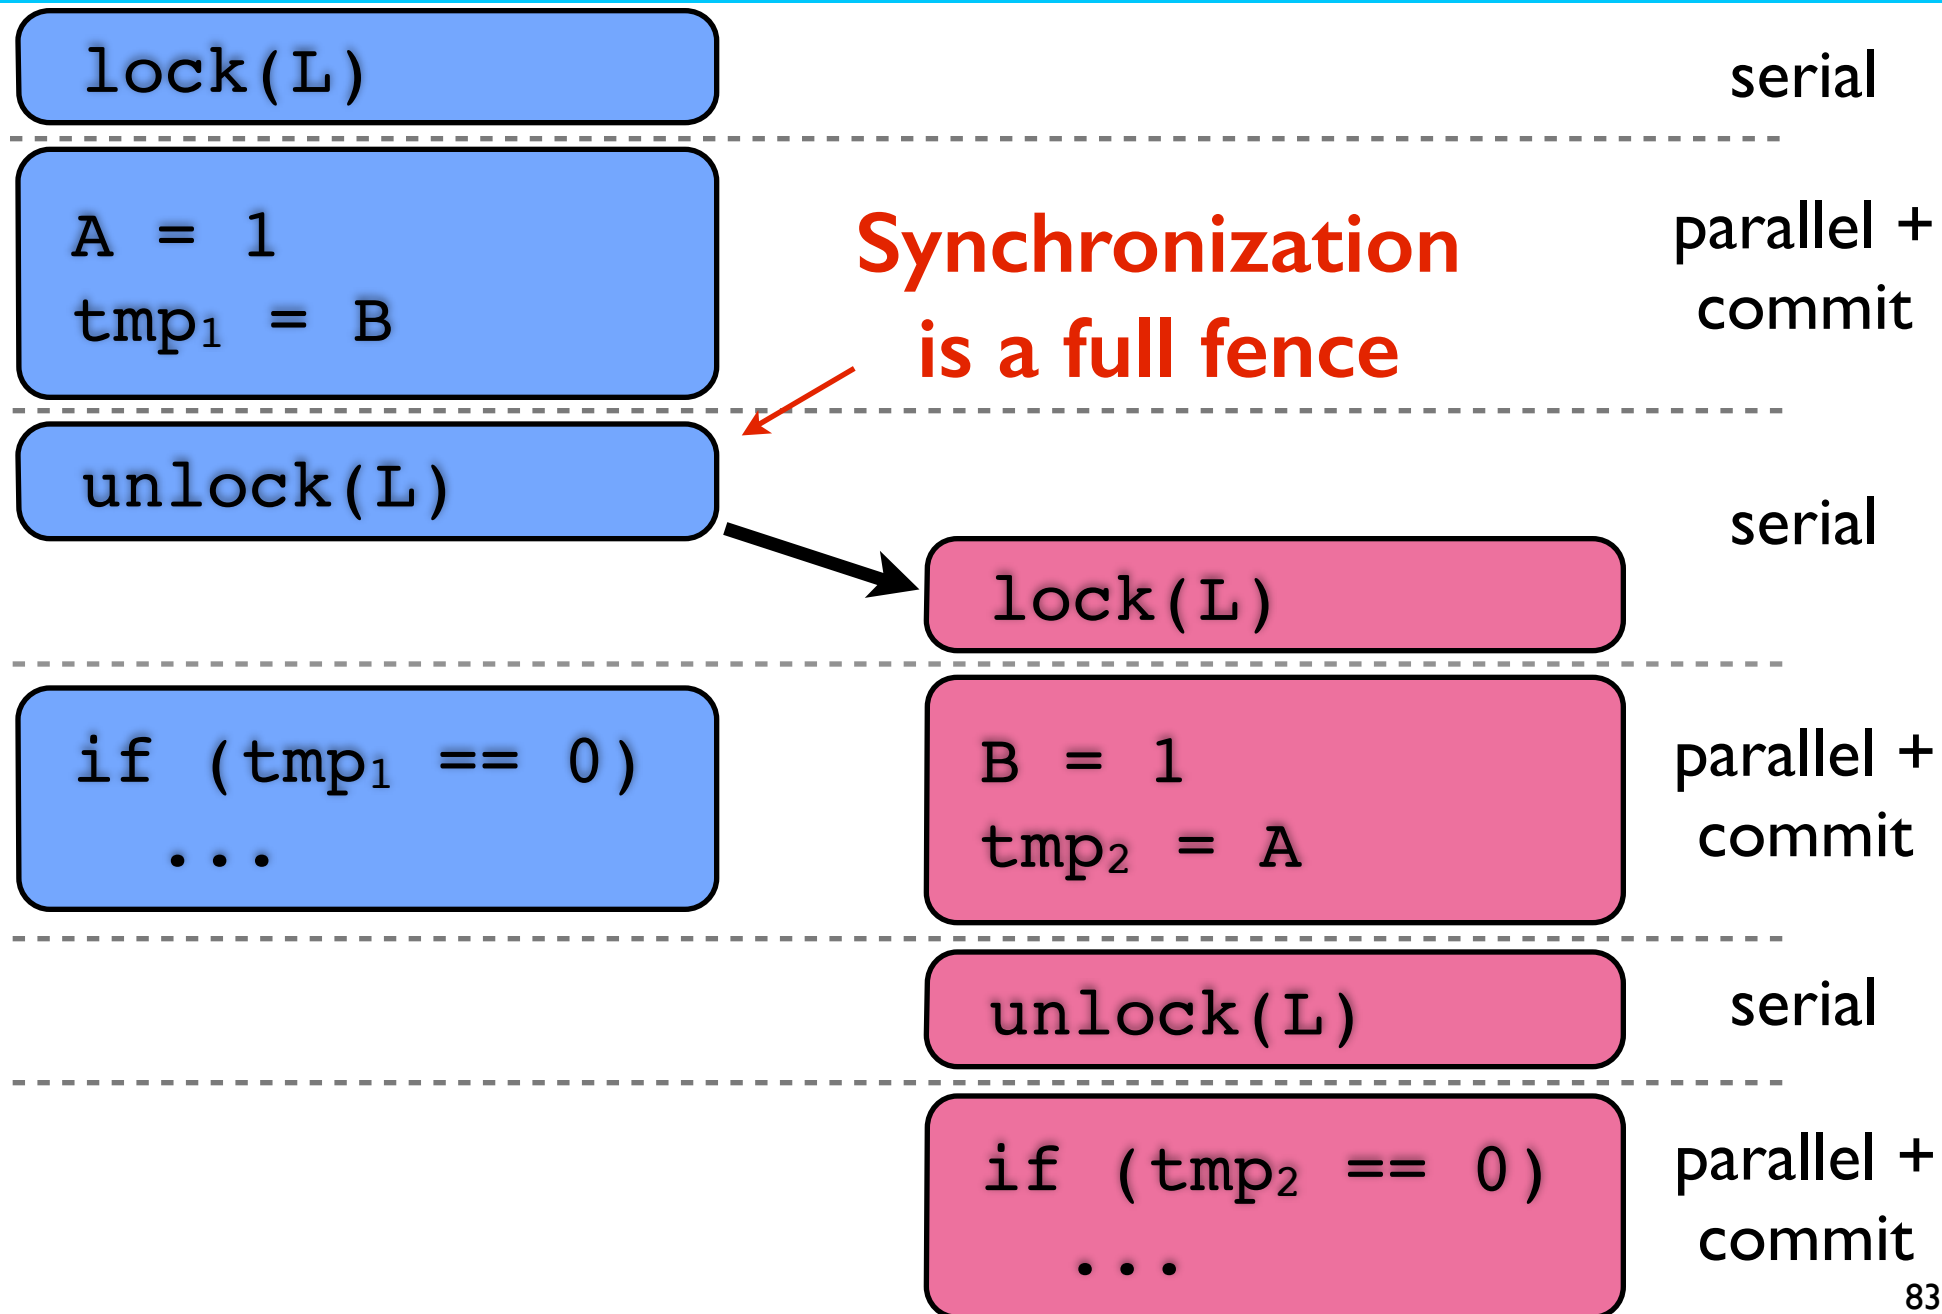 lock(L)
serial
A = 1
tmp₁ = B
Synchronization
is a full fence
parallel +
commit
unlock(L)
serial
lock(L)
if (tmp₁ == 0)
...
B = 1
tmp₂ = A
parallel +
commit
unlock(L)
serial
if (tmp₂ == 0)
...
parallel +
commit
83